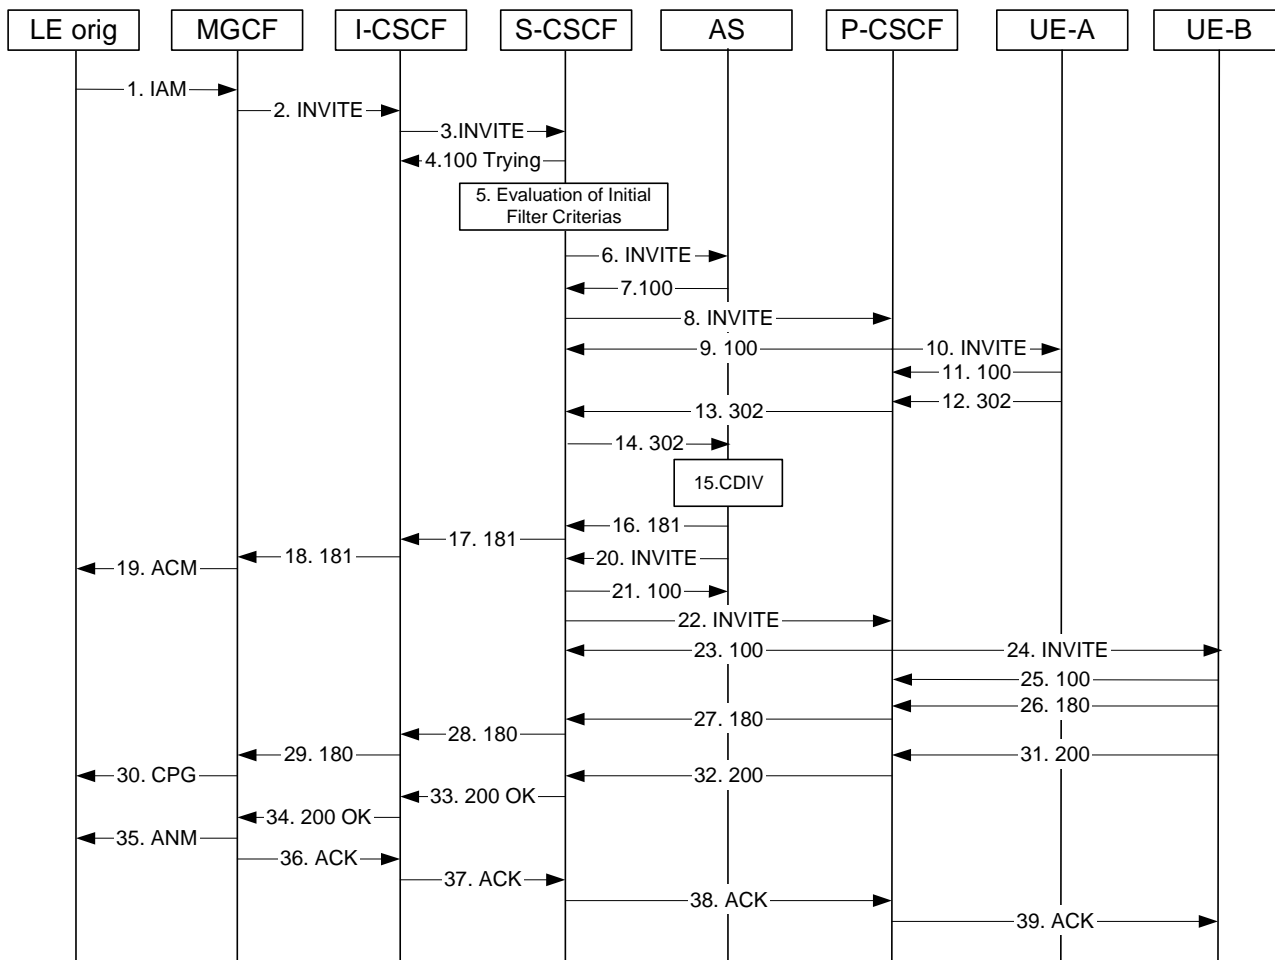 LE orig
MGCF
I-CSCF
S-CSCF
AS
P-CSCF
UE-A
UE-B
1. IAM
2. INVITE
3.INVITE
4.100 Trying
5. Evaluation of Initial
Filter Criterias
6. INVITE
7.100
8. INVITE
9. 100
10. INVITE
11. 100
12. 302
13. 302
14. 302
15.CDIV
16. 181
17. 181
18. 181
19. ACM
20. INVITE
21. 100
22. INVITE
23. 100
24. INVITE
25. 100
26. 180
27. 180
28. 180
29. 180
30. CPG
31. 200
32. 200
33. 200 OK
34. 200 OK
35. ANM
36. ACK
37. ACK
38. ACK
39. ACK